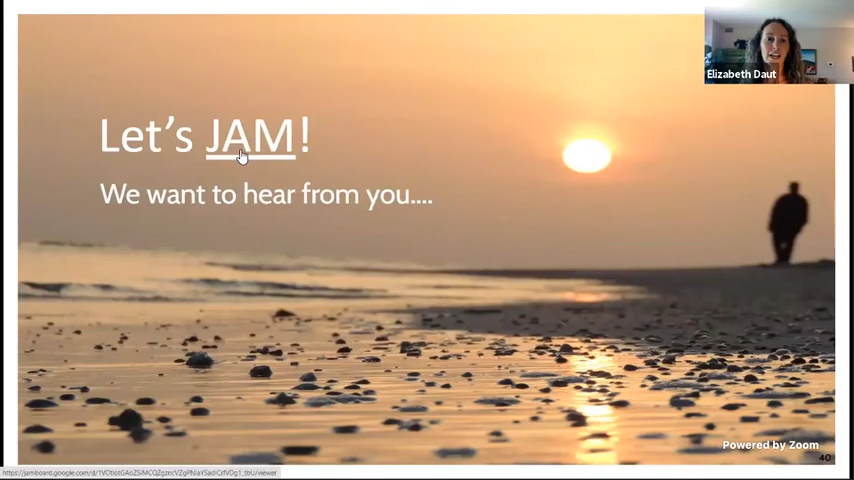 Elizabeth Daut
Let's JAM!
We want to hear from you....
Powered by Zoom
40